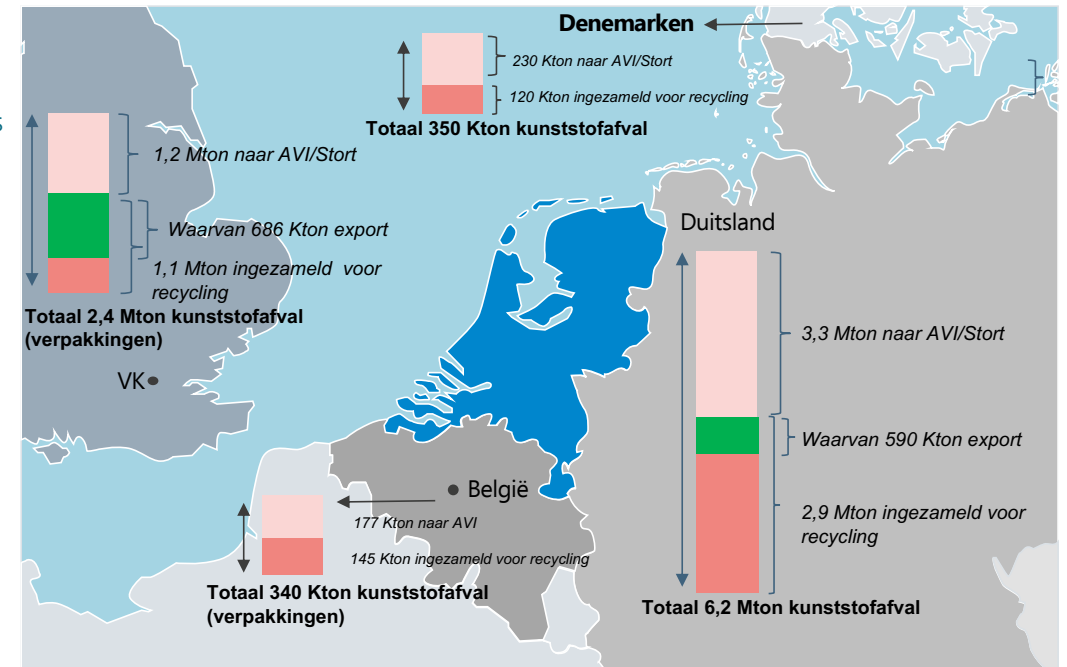 Denemarken
230 Kton naar AVI/Stort
120 Kton ingezameld voor recycling
Totaal 350 Kton kunststofafval
s
1,2 Mton naar AVI/Stort
Waarvan 686 Kton export
1,1 Mton ingezameld voor
recycling
Totaal 2,4 Mton kunststofafval
(verpakkingen)
VK
Duitsland
3,3 Mton naar AVI/Stort
Waarvan 590 Kton export
2,9 Mton ingezameld voor
recycling
Totaal 6,2 Mton kunststofafval
België
177 Kton naar AVI
145 Kton ingezameld voor recycling
Totaal 340 Kton kunststofafval
(verpakkingen)